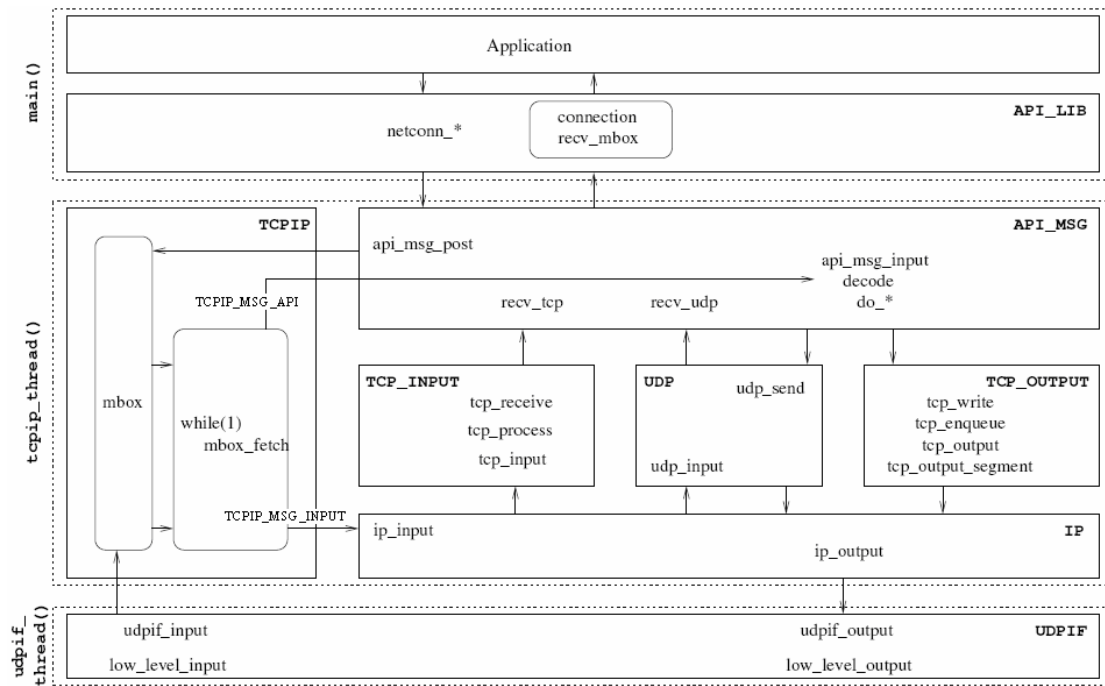 main()
Application
API_LIB
netconn_*
connection
recv_mbox
tcpip_thread()
TCPIP
mbox
TCPIP_MSG_API
while(1)
mbox_fetch
TCPIP_MSG_INPUT
API_MSG
api_msg_post
api_msg_input
decode
do_*
recv_tcp
recv_udp
TCP_INPUT
tcp_receive
tcp_process
tcp_input
UDP
udp_send
udp_input
TCP_OUTPUT
tcp_write
tcp_enqueue
tcp_output
tcp_output_segment
IP
ip_input
ip_output
udpif_
thread()
UDPIF
udpif_input
low_level_input
udpif_output
low_level_output